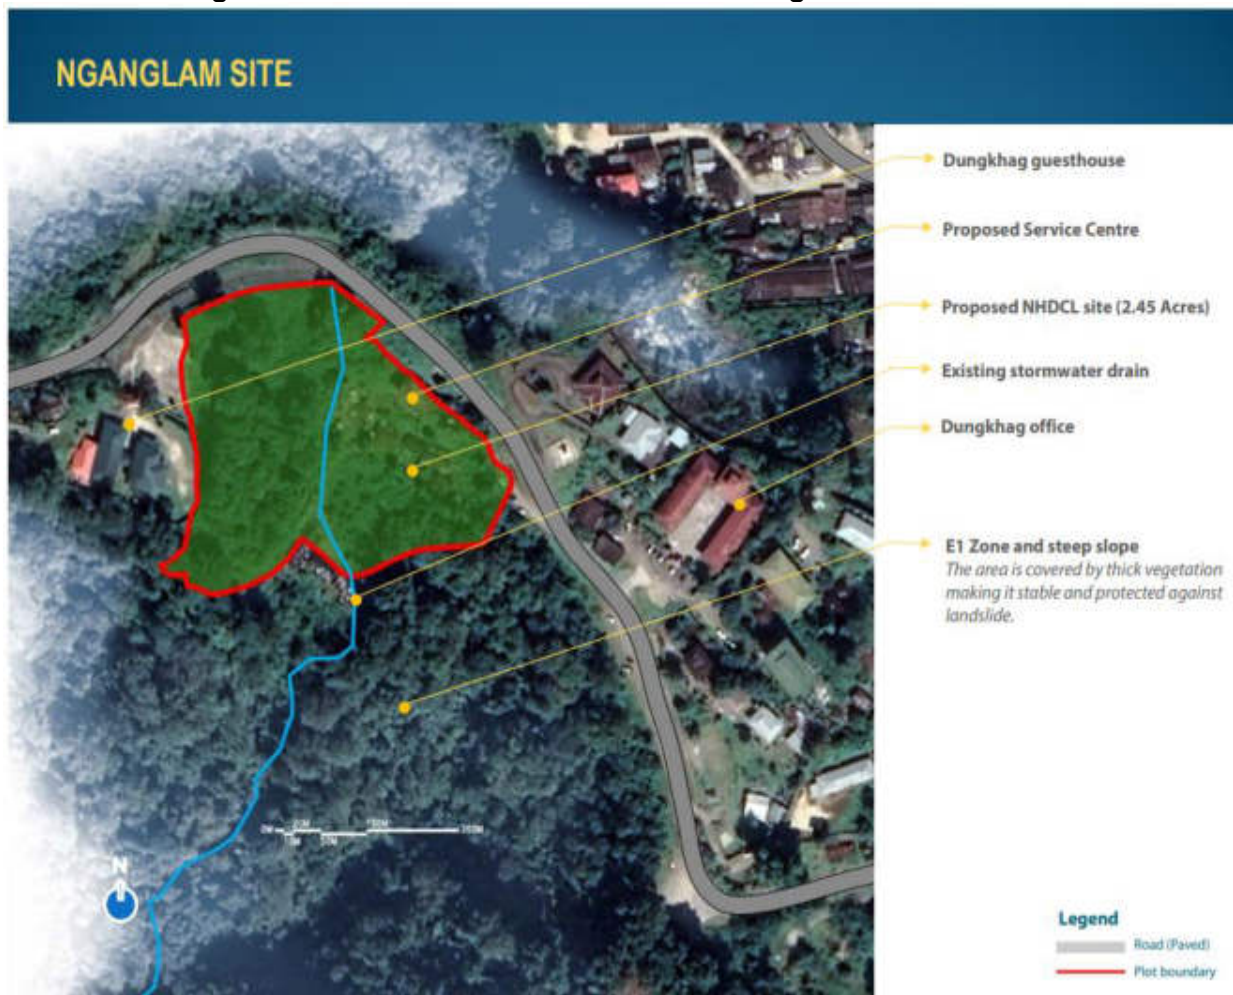 NGANGLAM SITE
Dungkhag guesthouse
Proposed Service Centre
Proposed NHDCL site (2.45 Acres)
Existing stormwater drain
Dungkhag office
E1 Zone and steep slope
The area is covered by thick vegetation
making it stable and protected against
landslide.
N
Legend
Road (Paved)
Plot boundary